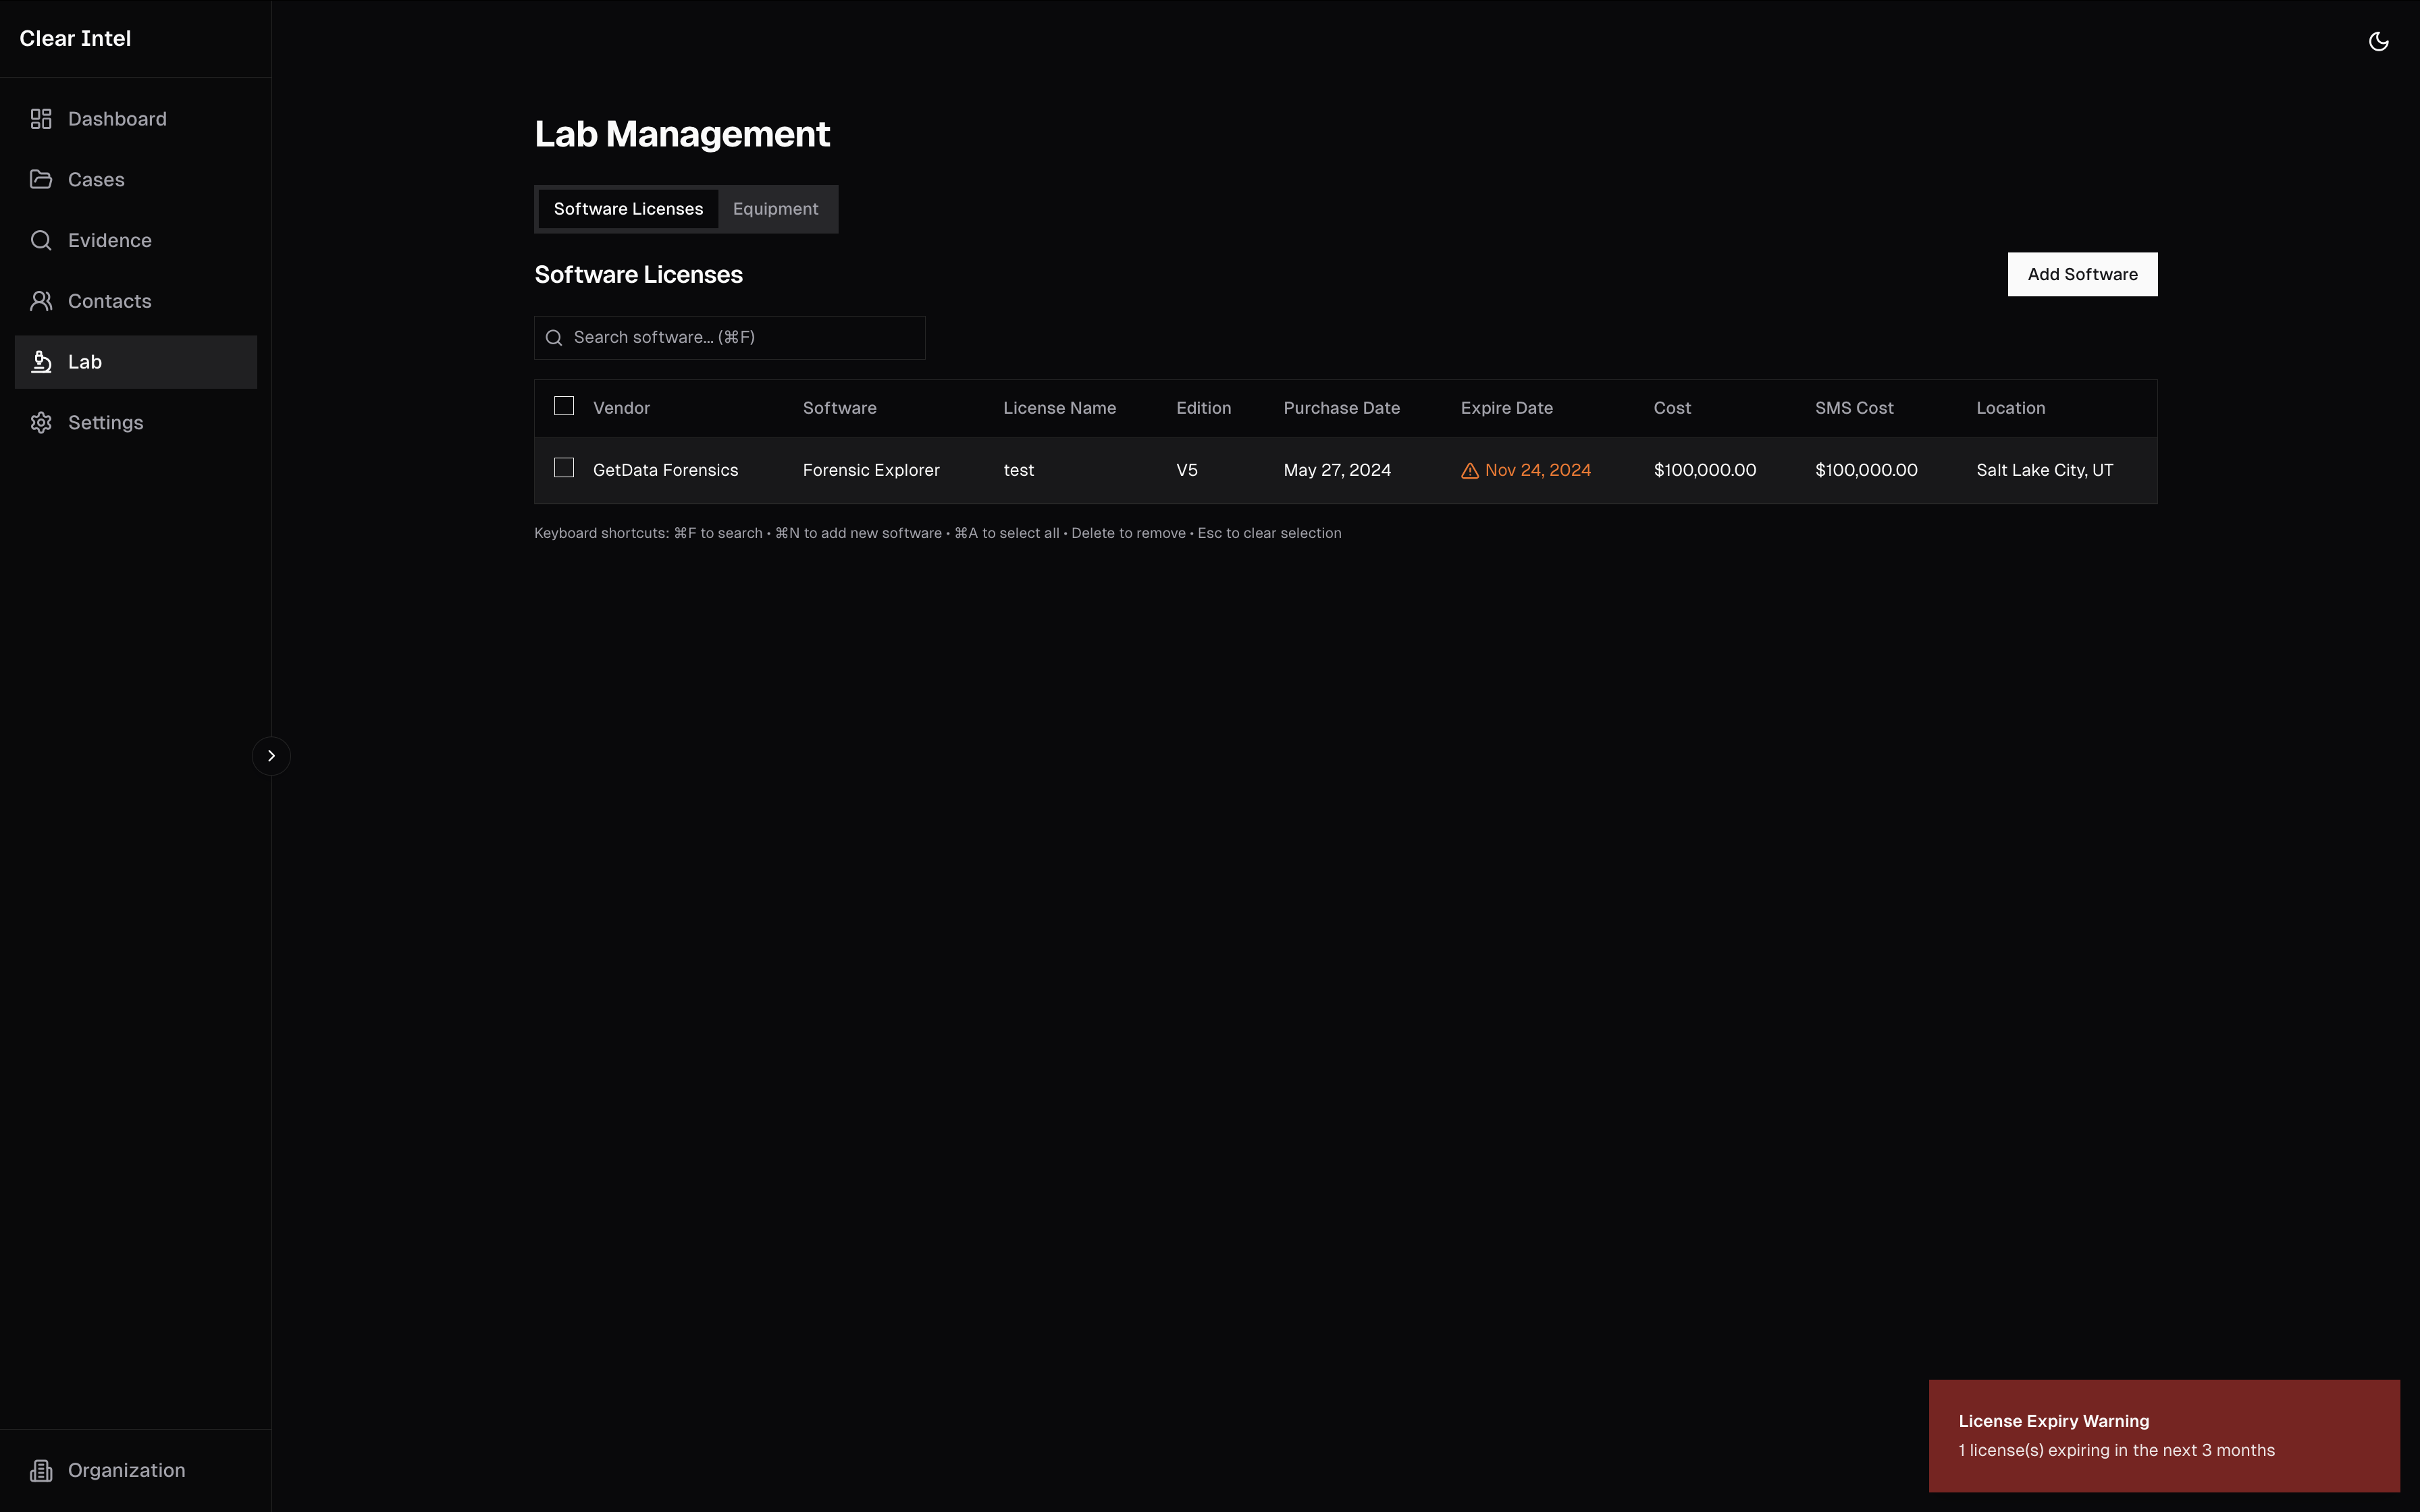 Clear Intel
Dashboard
Cases
Evidence
Contacts
Lab
Settings
Organization
Lab Management
Software Licenses Equipment
Software Licenses
Add Software
Search software... (⌘F)
Vendor Software License Name Edition Purchase Date Expire Date Cost SMS Cost Location
GetData Forensics Forensic Explorer test V5 May 27, 2024 Nov 24, 2024 $100,000.00 $100,000.00 Salt Lake City, UT
Keyboard shortcuts: ⌘F to search • ⌘N to add new software • ⌘A to select all • Delete to remove • Esc to clear selection
License Expiry Warning
1 license(s) expiring in the next 3 months